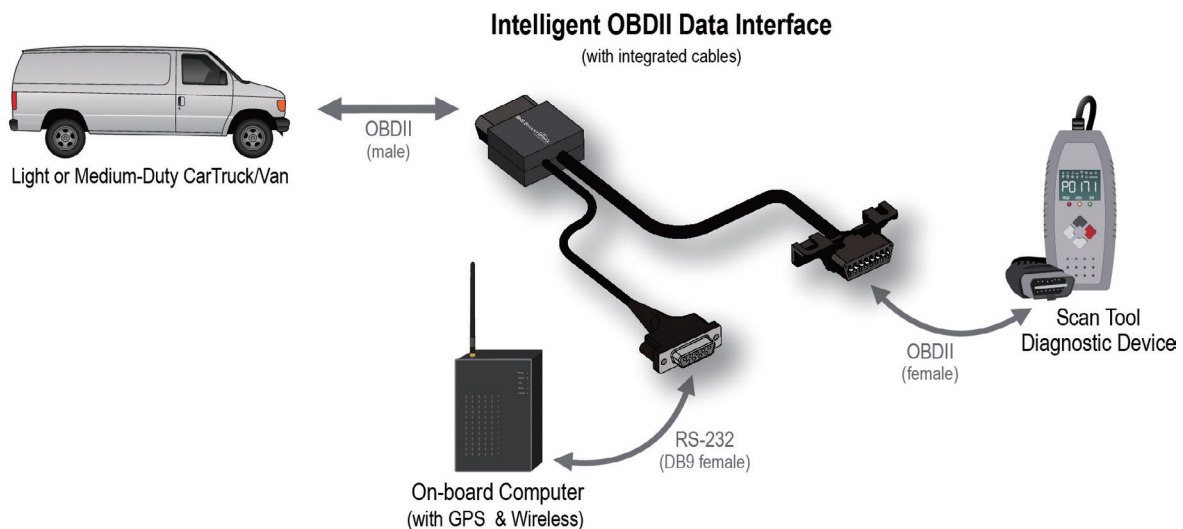 Intelligent OBDII Data Interface
(with integrated cables)
OBDII
(male)
Light or Medium-Duty CarTruck/Van
P0171
Scan Tool
Diagnostic Device
OBDII
(female)
RS-232
(DB9 female)
On-board Computer
(with GPS & Wireless)